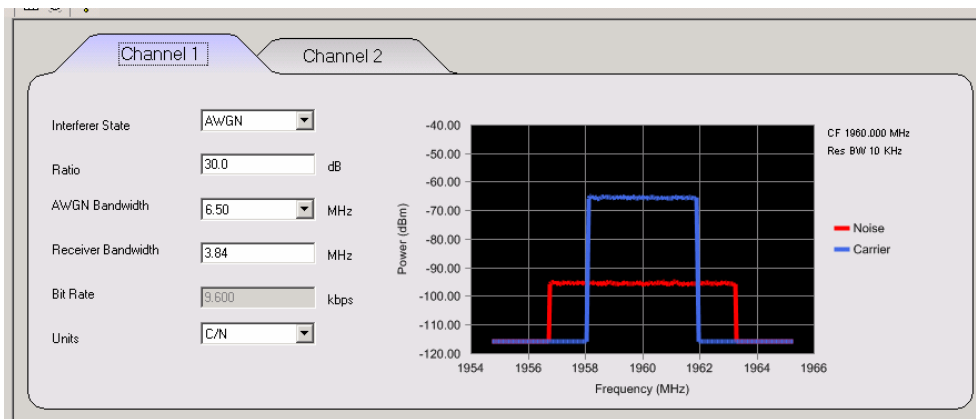 Channel 1
Channel 2
Interferer State
AWGN
Ratio
30.0
dB
AWGN Bandwidth
6.50
MHz
Receiver Bandwidth
3.84
MHz
Bit Rate
9.600
kbps
Units
C/N
-40.00
-50.00
-60.00
-70.00
-80.00
-90.00
-100.00
-110.00
-120.00
Power (dBm)
1954
1956
1958
1960
1962
1964
1966
Frequency (MHz)
CF 1960.000 MHz
Res BW 10 KHz
Noise
Carrier